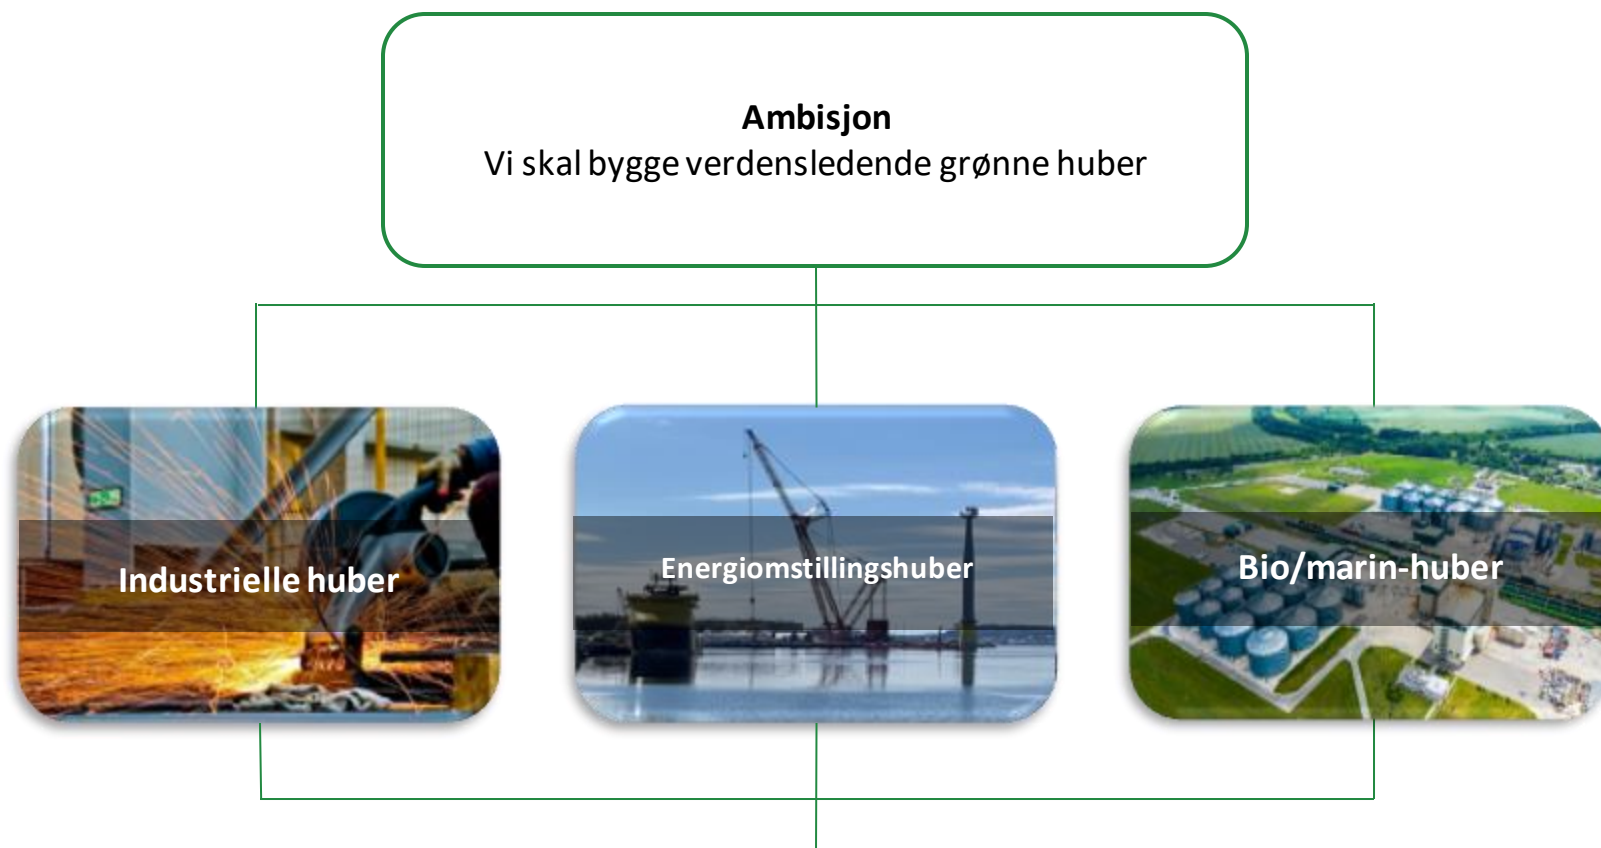 Ambisjon
Vi skal bygge verdensledende grønne huber
Industrielle huber
Energiomstillingshuber
Bio/marin-huber